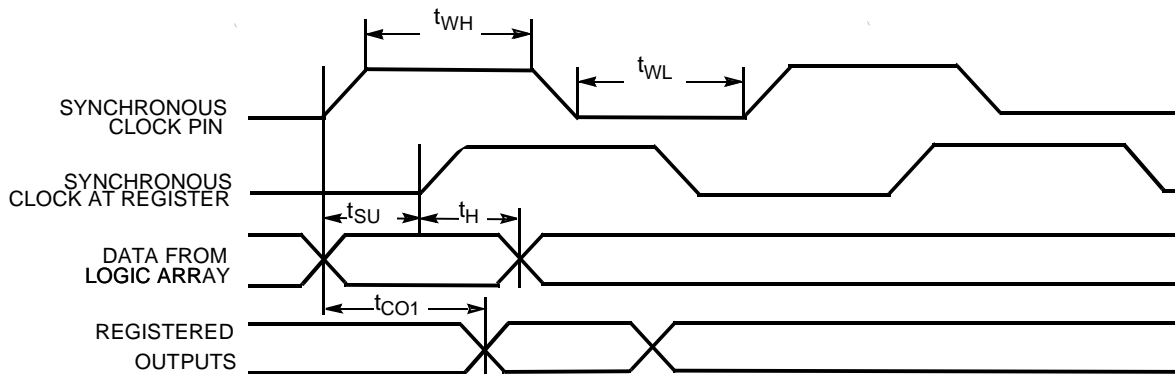 tWH
tWL
SYNCHRONOUS
CLOCK PIN
SYNCHRONOUS
CLOCK AT REGISTER
tSU
tH
DATA FROM
LOGIC ARRAY
tCO1
REGISTERED
OUTPUTS